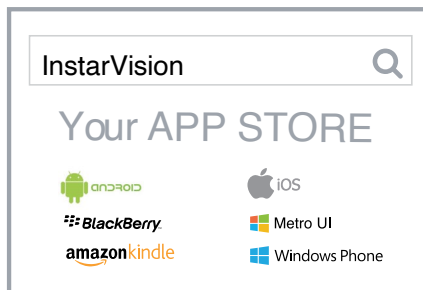 InstarVision
Your APP STORE
android iOS
BlackBerry. Metro UI
amazonkindle Windows Phone